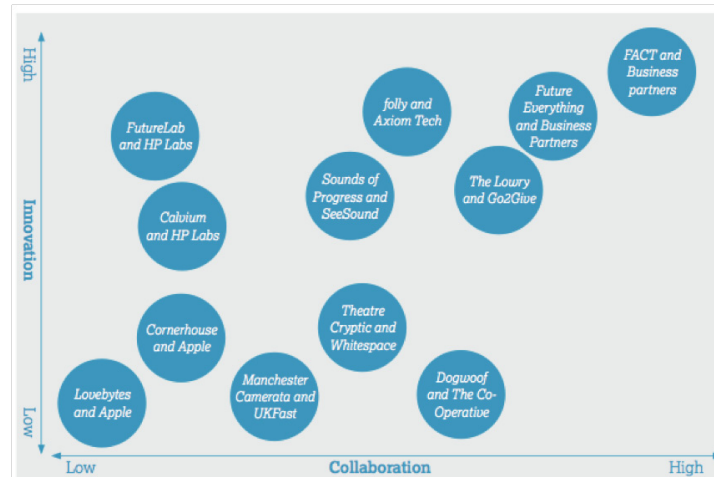 High
FACT and
Business
partners
folly and
Axiom Tech
Future
Everything
and Business
Partners
FutureLab
and HP Labs
Sounds of
Progress and
SeeSound
The Lowry
and Go2Give
Calvium
and HP Labs
Innovation
Cornerhouse
and Apple
Theatre
Cryptic and
Whitespace
Lovebytes
and Apple
Manchester
Camerata and
UKFast
Dogwoof
and The Co-
Operative
Low
Low
Collaboration
High